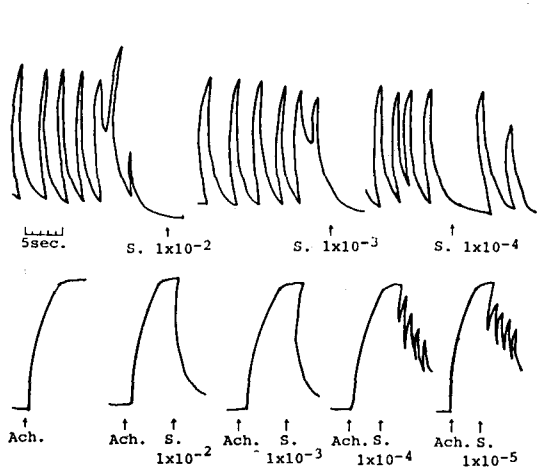 5sec.
S. 1x10-2
S. 1x10-3
S 1x10-4
Ach.
Ach. S.
1x10-2
Ach. S
1x10-3
Ach. S
1x10-4
Ach. S.
1x10-5